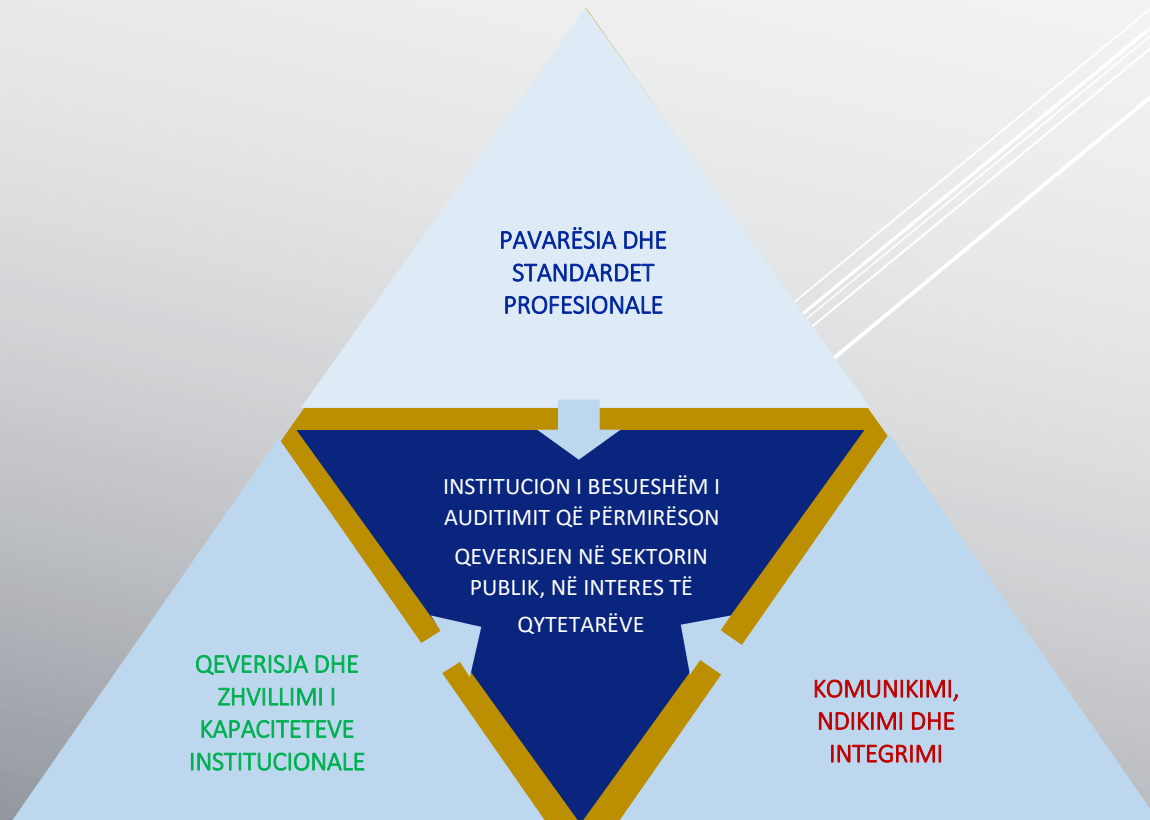 PAVARËSIA DHE
STANDARDET
PROFESIONALE
INSTITUCION I BESUESHËM I
AUDITIMIT QË PËRMIRËSON
QEVERISJEN NË SEKTORIN
PUBLIK, NË INTERES TË
QYTETARËVE
QEVERISJA DHE
ZHVILLIMI I
KAPACITETEVE
INSTITUCIONALE
KOMUNIKIMI,
NDIKIMI DHE
INTEGRIMI